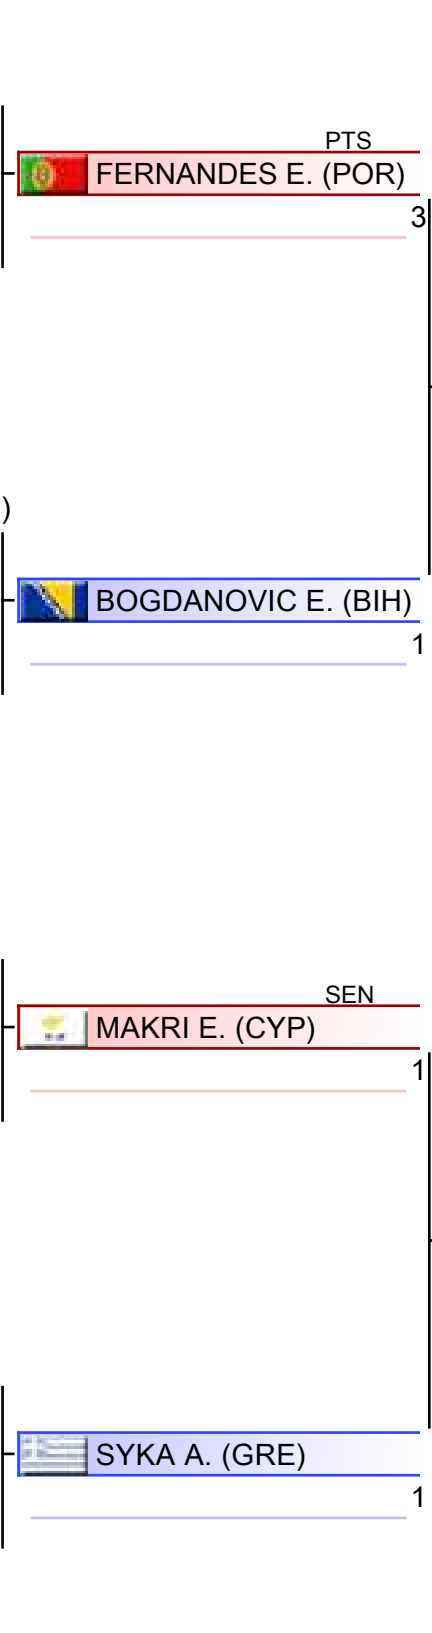 PTS
FERNANDES E. (POR)
3
)
BOGDANOVIC E. (BIH)
1
SEN
MAKRI E. (CYP)
1
SYKA A. (GRE)
1